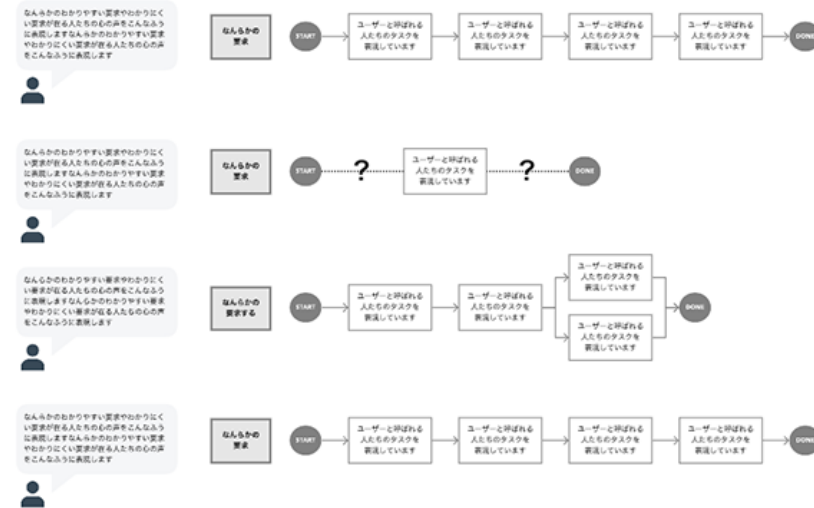 なんらかのわかりやすい要求やわかりにく
い要求が在る人たちの心の声をこんなふう
に表現しますなんらかのわかりやすい要求
やわかりにくい要求が在る人たちの心の声
をこんなふうに表現します
なんらかの
要求
START
ユーザーと呼ばれる
人たちのタスクを
表現しています
ユーザーと呼ばれる
人たちのタスクを
表現しています
ユーザーと呼ばれる
人たちのタスクを
表現しています
ユーザーと呼ばれる
人たちのタスクを
表現しています
DONE
なんらかのわかりやすい要求やわかりにく
い要求が在る人たちの心の声をこんなふう
に表現しますなんらかのわかりやすい要求
やわかりにくい要求が在る人たちの心の声
をこんなふうに表現します
なんらかの
要求
START
?
ユーザーと呼ばれる
人たちのタスクを
表現しています
?
DONE
なんらかのわかりやすい要求やわかりにく
い要求が在る人たちの心の声をこんなふう
に表現しますなんらかのわかりやすい要求
やわかりにくい要求が在る人たちの心の声
をこんなふうに表現します
なんらかの
要求する
START
ユーザーと呼ばれる
人たちのタスクを
表現しています
ユーザーと呼ばれる
人たちのタスクを
表現しています
ユーザーと呼ばれる
人たちのタスクを
表現しています
ユーザーと呼ばれる
人たちのタスクを
表現しています
DONE
なんらかのわかりやすい要求やわかりにく
い要求が在る人たちの心の声をこんなふう
に表現しますなんらかのわかりやすい要求
やわかりにくい要求が在る人たちの心の声
をこんなふうに表現します
なんらかの
要求
START
ユーザーと呼ばれる
人たちのタスクを
表現しています
ユーザーと呼ばれる
人たちのタスクを
表現しています
ユーザーと呼ばれる
人たちのタスクを
表現しています
ユーザーと呼ばれる
人たちのタスクを
表現しています
DONE